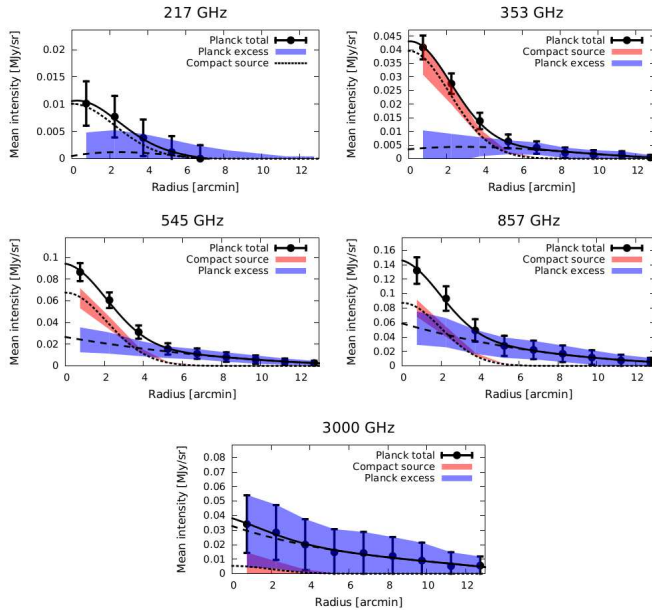 217 GHz
Mean intensity [MJy/sr]
0.02
0.015
0.01
0.005
0
Planck total
Planck excess
Compact source
0 2 4 6 8 10 12
Radius [arcmin]
353 GHz
Mean intensity [MJy/sr]
0.045
0.04
0.035
0.03
0.025
0.02
0.015
0.01
0.005
0
Planck total
Compact source
Planck excess
0 2 4 6 8 10 12
Radius [arcmin]
545 GHz
Mean intensity [MJy/sr]
0.1
0.08
0.06
0.04
0.02
0
Planck total
Compact source
Planck excess
0 2 4 6 8 10 12
Radius [arcmin]
857 GHz
Mean intensity [MJy/sr]
0.16
0.14
0.12
0.1
0.08
0.06
0.04
0.02
0
Planck total
Compact source
Planck excess
0 2 4 6 8 10 12
Radius [arcmin]
3000 GHz
Mean intensity [MJy/sr]
0.08
0.07
0.06
0.05
0.04
0.03
0.02
0.01
0
Planck total
Compact source
Planck excess
0 2 4 6 8 10 12
Radius [arcmin]